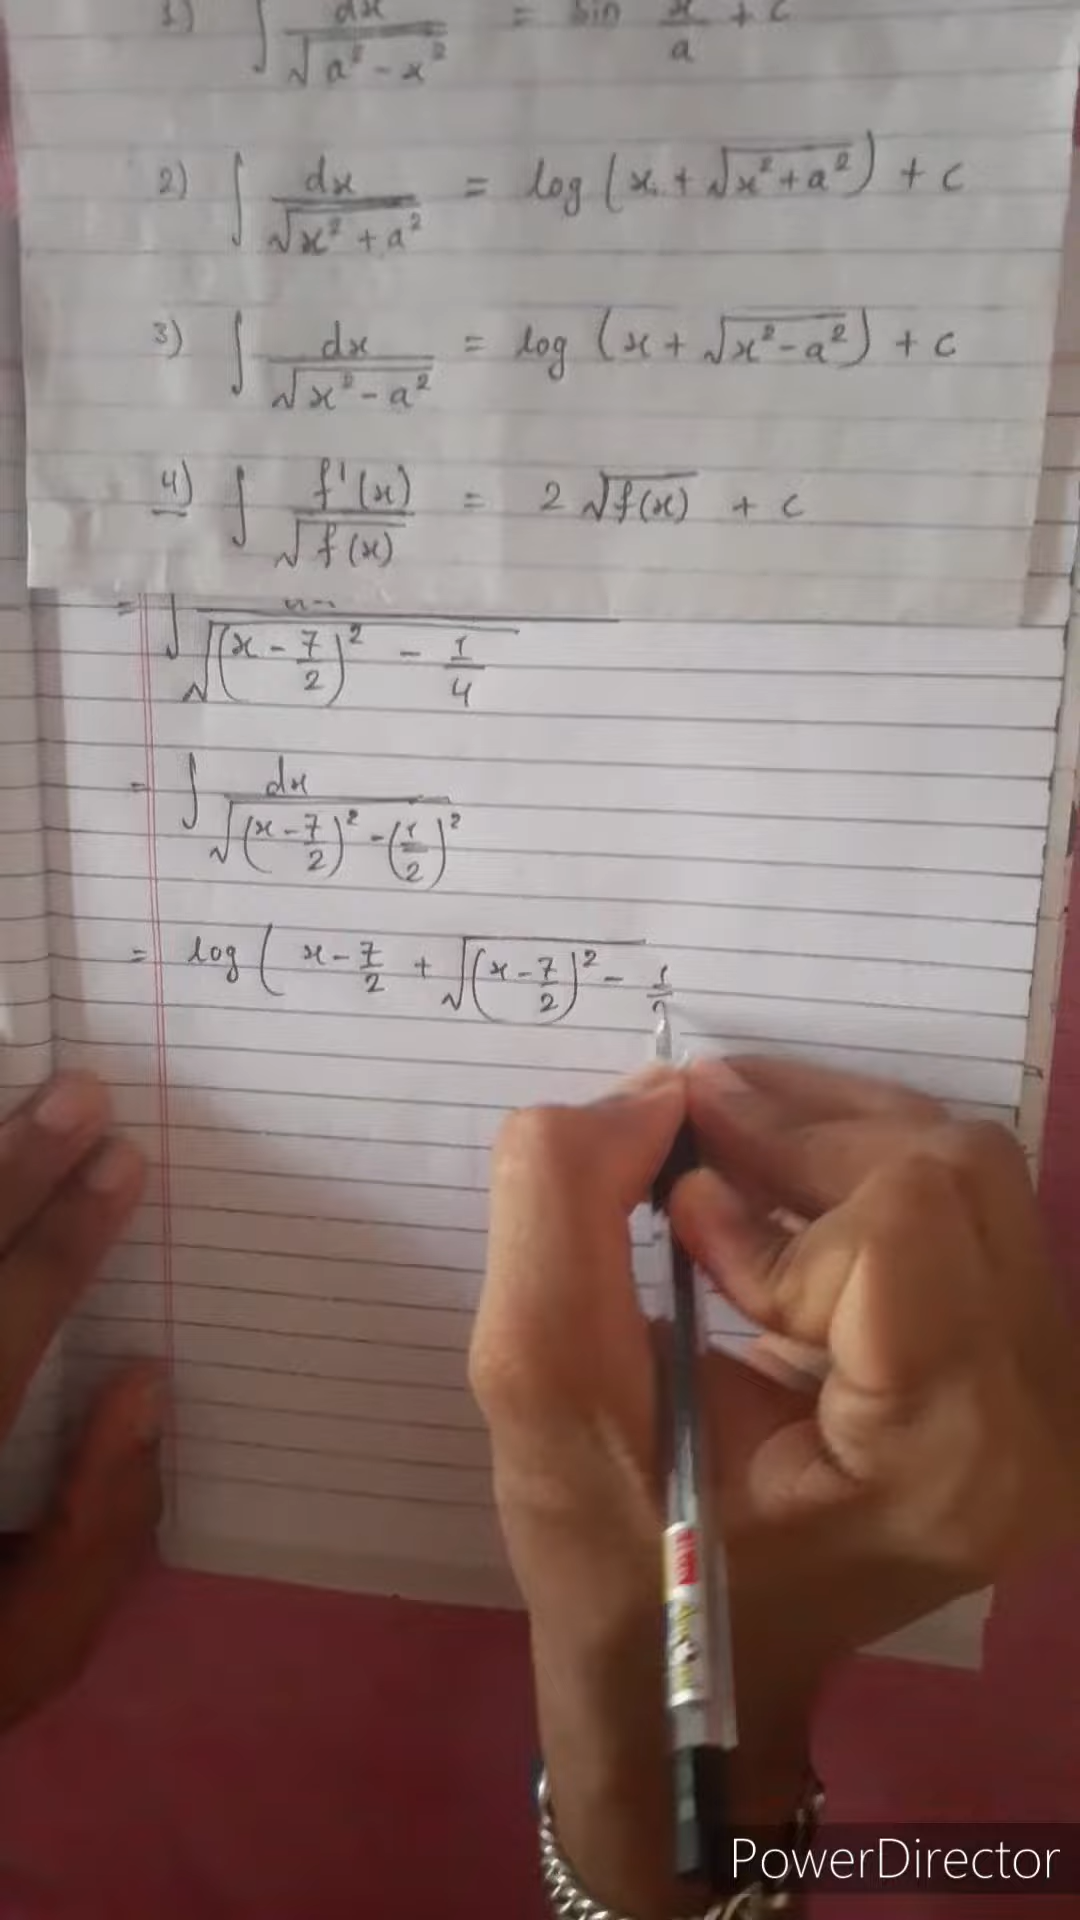 1) ∫ dx / √(a² - x²) = sin x/a + c
2) ∫ dx / √(x² + a²) = log (x + √(x² + a²)) + c
3) ∫ dx / √(x² - a²) = log (x + √(x² - a²)) + c
4) ∫ f'(x) / √f(x) = 2 √f(x) + c
= ∫ / √((x - 7/2)² - 1/4)
= ∫ dx / √((x - 7/2)² - (1/2)²)
= log ( x - 7/2 + √((x - 7/2)² - 1
PowerDirector